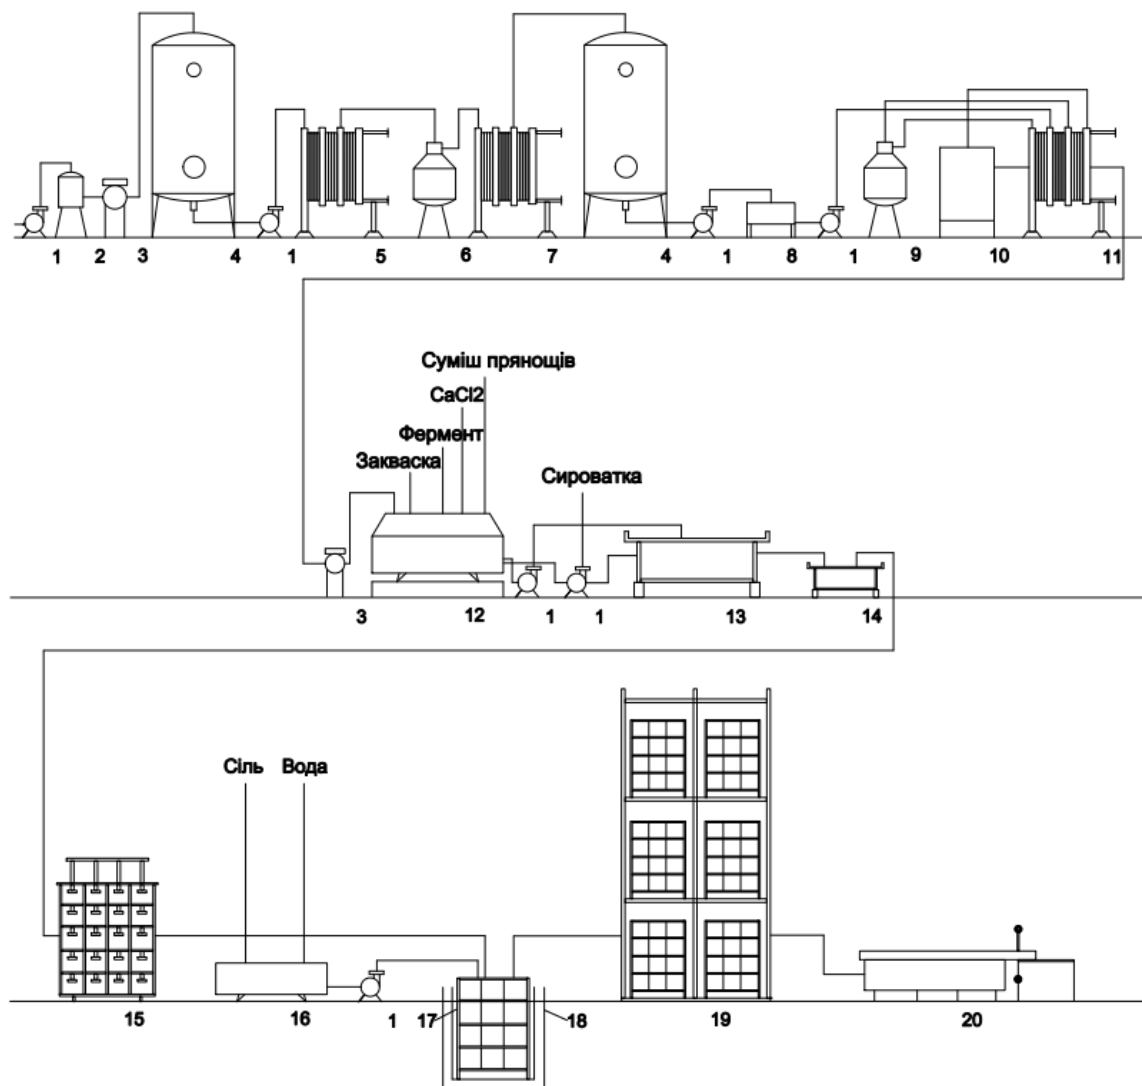 1 2 3 4 1 5 6 7 4 1 8 1 9 10 11
Суміш прянощів
CaCl2
Фермент
Закваска
Сироватка
3 12 1 1 13 14
Сіль Вода
15 16 1 17 18 19 20